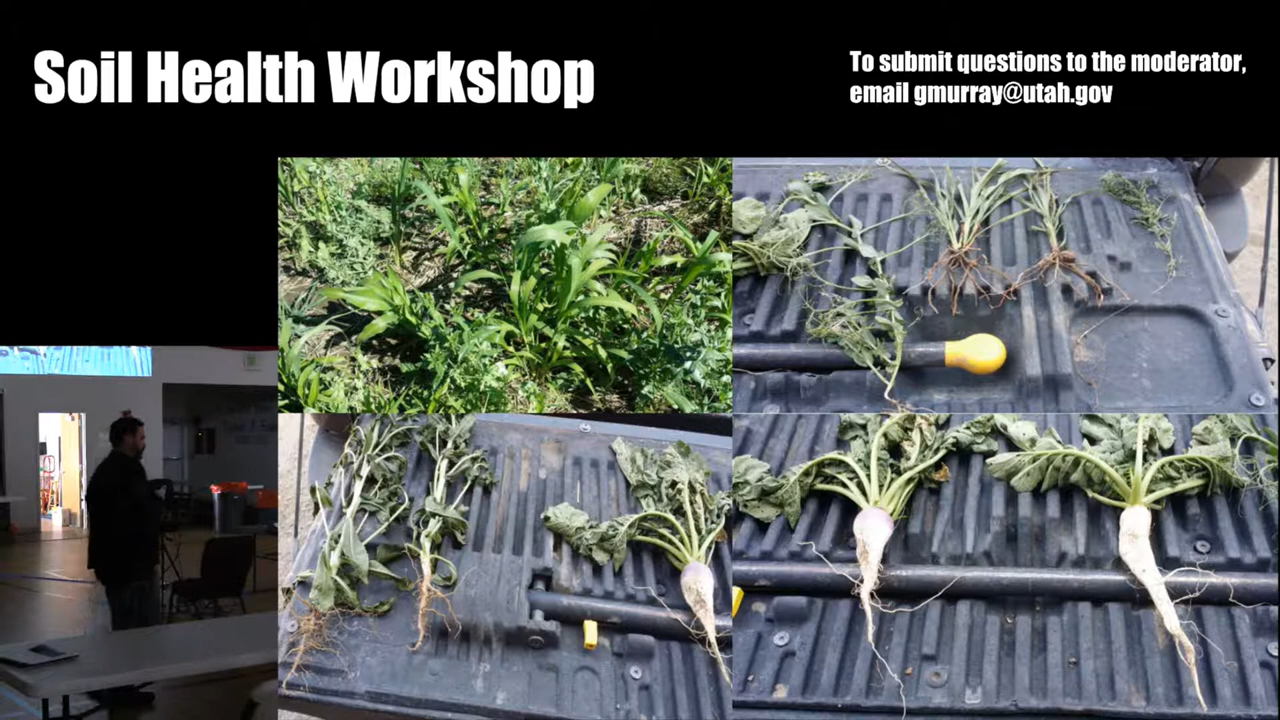 Soil Health Workshop
To submit questions to the moderator,
email gmurray@utah.gov